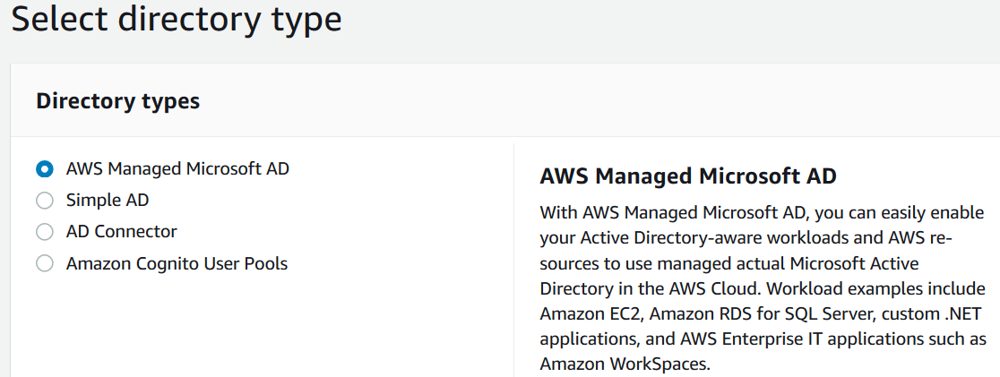 Select directory type
Directory types
AWS Managed Microsoft AD
Simple AD
AD Connector
Amazon Cognito User Pools
AWS Managed Microsoft AD
With AWS Managed Microsoft AD, you can easily enable
your Active Directory-aware workloads and AWS re-
sources to use managed actual Microsoft Active
Directory in the AWS Cloud. Workload examples include
Amazon EC2, Amazon RDS for SQL Server, custom .NET
applications, and AWS Enterprise IT applications such as
Amazon WorkSpaces.